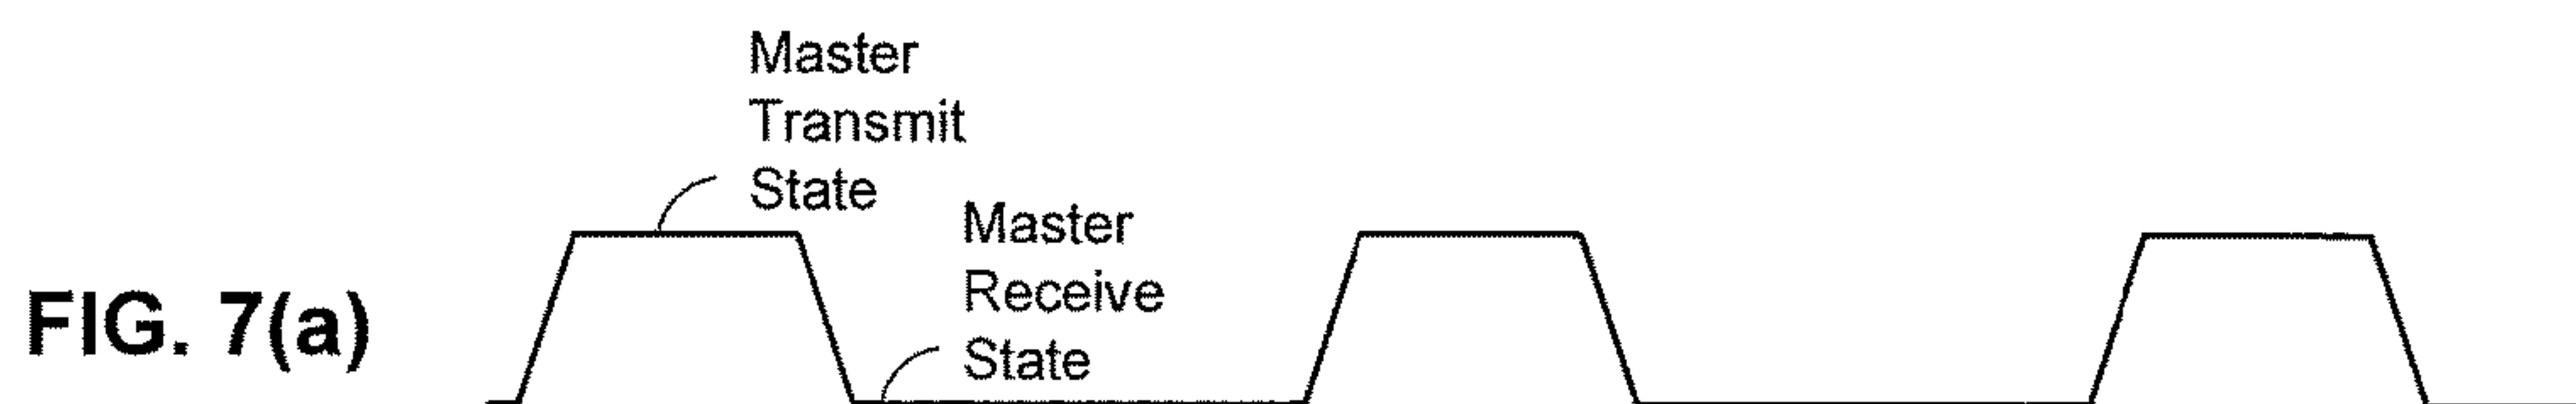 Master
Transmit
State
Master
Receive
State
FIG. 7(a)